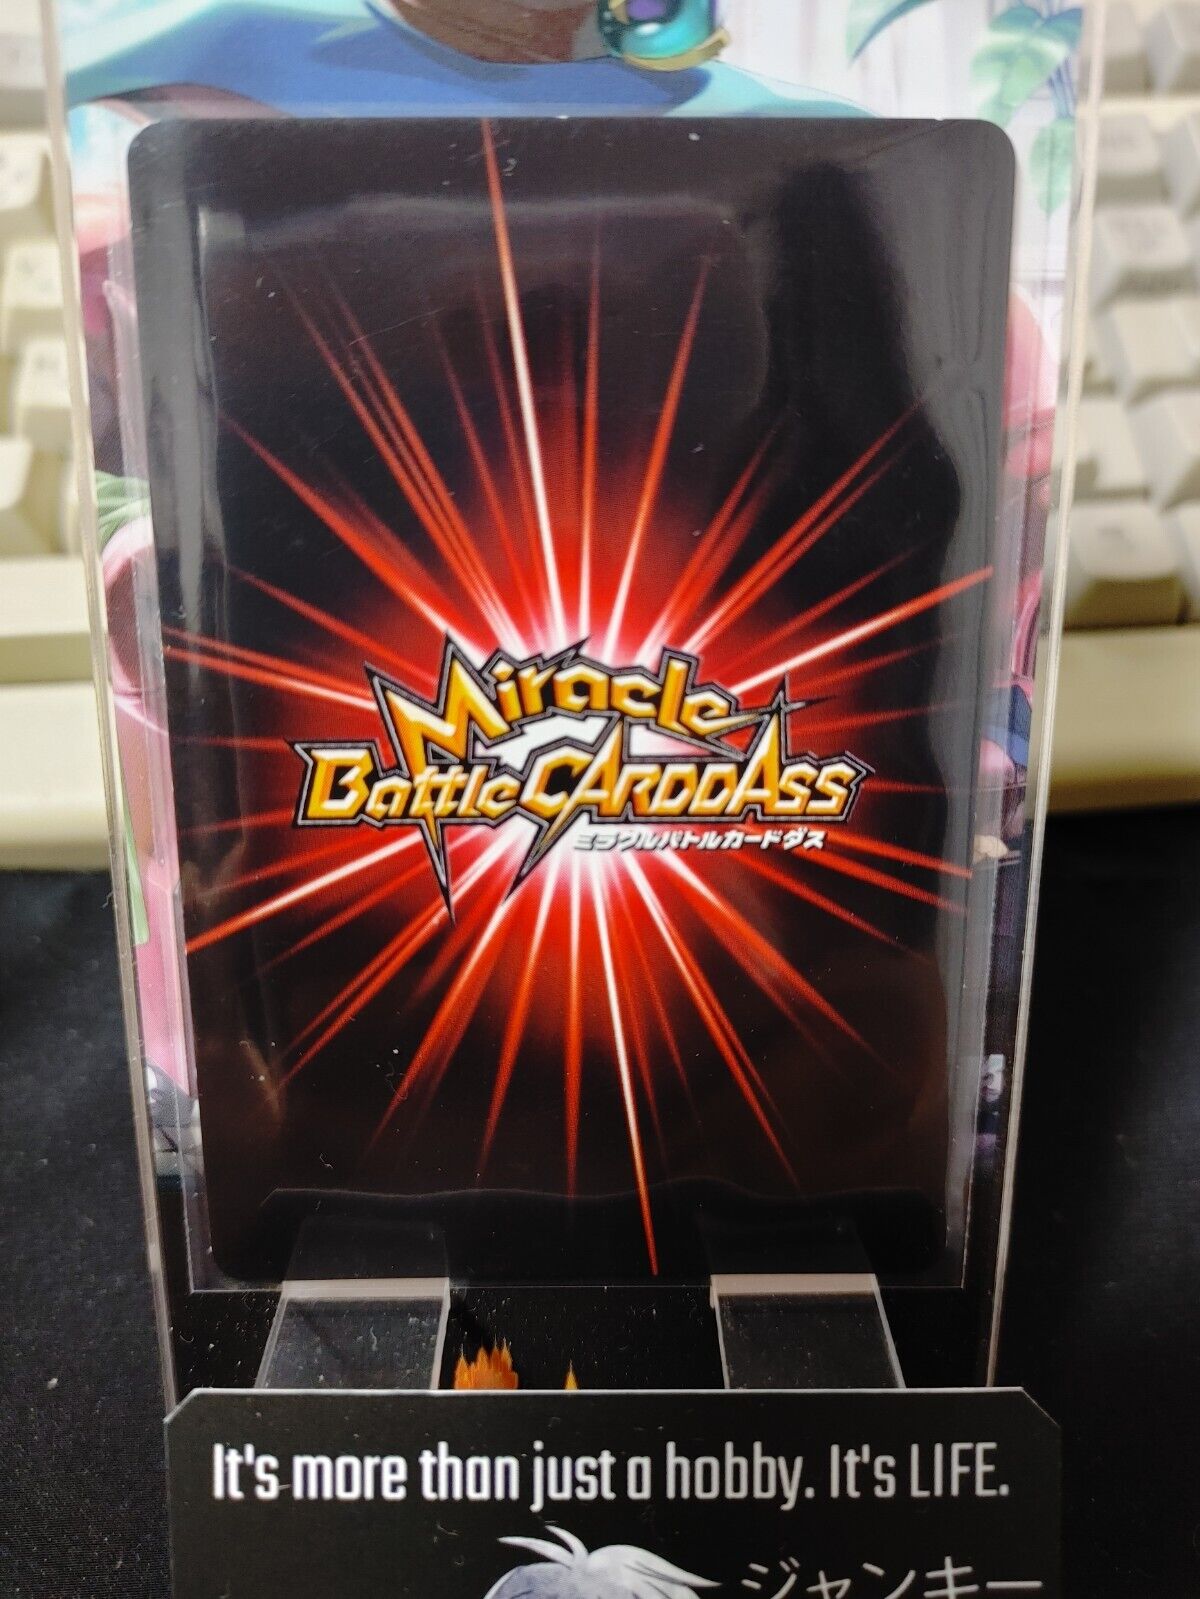 Miracle
Battle CARDDASS
ミラクルバトルカードダス
It's more than just a hobby. It's LIFE.
ジャンキー